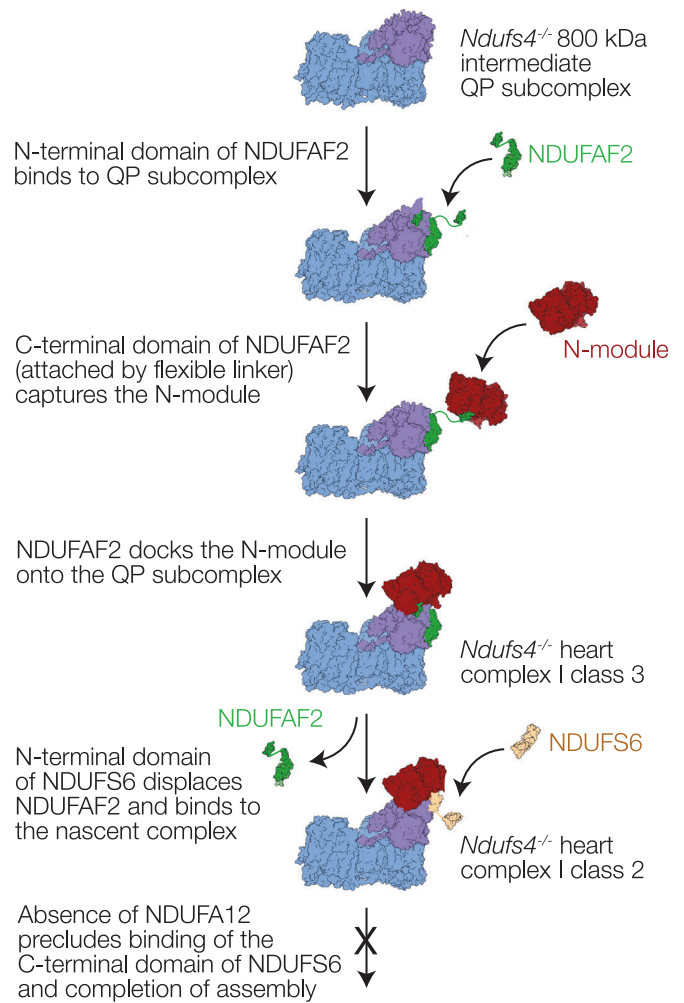 Ndufs4-/- 800 kDa
intermediate
QP subcomplex
N-terminal domain of NDUFAF2
binds to QP subcomplex
NDUFAF2
C-terminal domain of NDUFAF2
(attached by flexible linker)
captures the N-module
N-module
NDUFAF2 docks the N-module
onto the QP subcomplex
Ndufs4-/- heart
complex I class 3
NDUFAF2
NDUFS6
N-terminal domain
of NDUFS6 displaces
NDUFAF2 and binds to
the nascent complex
Ndufs4-/- heart
complex I class 2
Absence of NDUFA12
precludes binding of the
C-terminal domain of NDUFS6
and completion of assembly
X